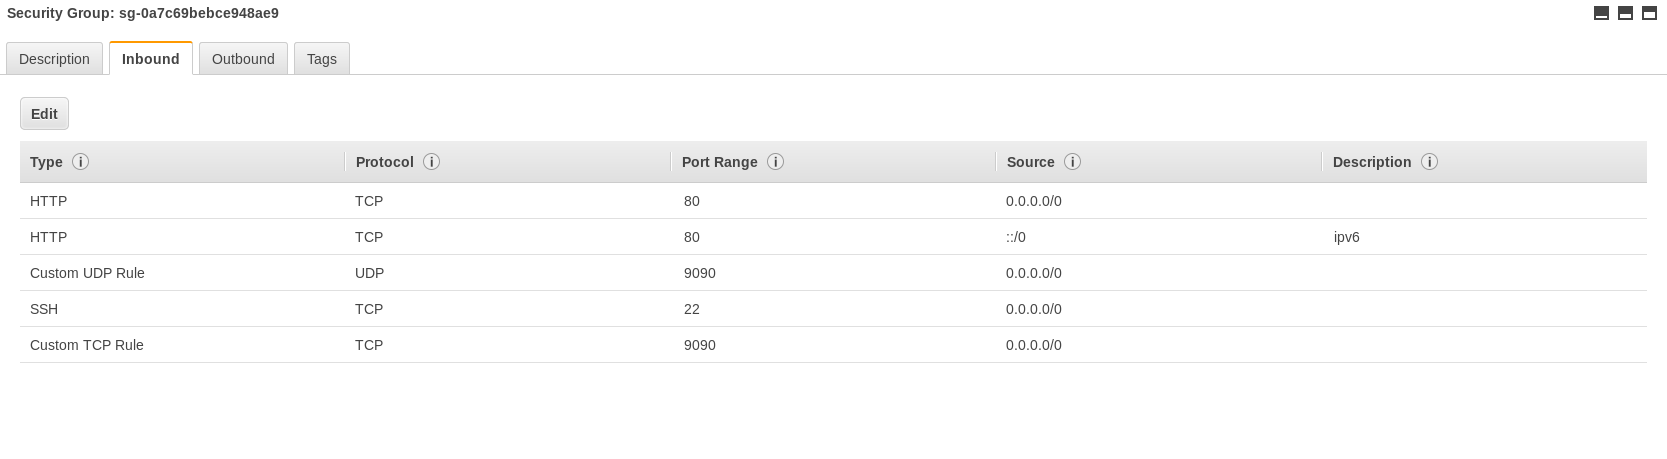 Security Group: sg-0a7c69bebce948ae9
Description Inbound Outbound Tags
Edit
Type Protocol Port Range Source Description
HTTP TCP 80 0.0.0.0/0
HTTP TCP 80 ::/0 ipv6
Custom UDP Rule UDP 9090 0.0.0.0/0
SSH TCP 22 0.0.0.0/0
Custom TCP Rule TCP 9090 0.0.0.0/0